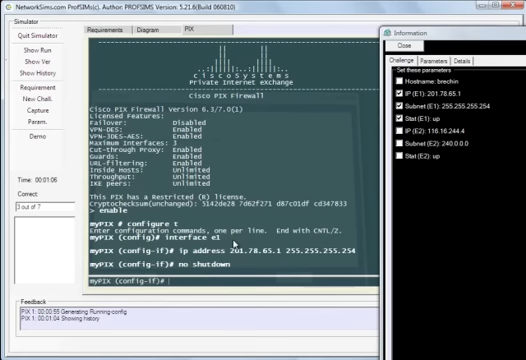 NetworkSims.com ProfSIMs(c). Author: PROFSIMS Version: 5.21.6 (060810)
Simulator
Quit Simulator
Show Run
Show Ver
Show History
Requirement
New Chall.
Capture
Param.
Demo
Time: 00:01:06
Correct:
3 out of 7
Requirements
Diagram
PIX
c i s c o S y s t e m s
Private Internet eXchange
Cisco PIX Firewall
Cisco PIX Firewall Version 6.3/7.0(1)
Licensed Features:
Failover: Disabled
VPN-DES: Enabled
VPN-3DES-AES: Enabled
Maximum Interfaces: 3
Cut-through Proxy: Enabled
Guards: Enabled
URL-filtering: Enabled
Inside Hosts: Unlimited
Throughput: Unlimited
IKE peers: Unlimited
This PIX has a Restricted (R) license.
Cryptochecksum(unchanged): 5142de28 7d62f271 d87c01df cd347833
> enable
myPIX # configure t
Enter configuration commands, one per line. End with CNTL/Z.
myPIX (config)# interface e1
myPIX (config-if)# ip address 201.78.65.1 255.255.255.254
myPIX (config-if)# no shutdown
myPIX (config-if)#
Feedback
PIX 1: 00:00:55 Generating Running-config
PIX 1: 00:01:04 Showing history
Information
Close
Challenge
Parameters
Details
Set these parameters
Hostname: brechin
IP (E1): 201.78.65.1
Subnet (E1): 255.255.255.254
Stat (E1): up
IP (E2): 116.16.244.4
Subnet (E2): 240.0.0.0
Stat (E2): up